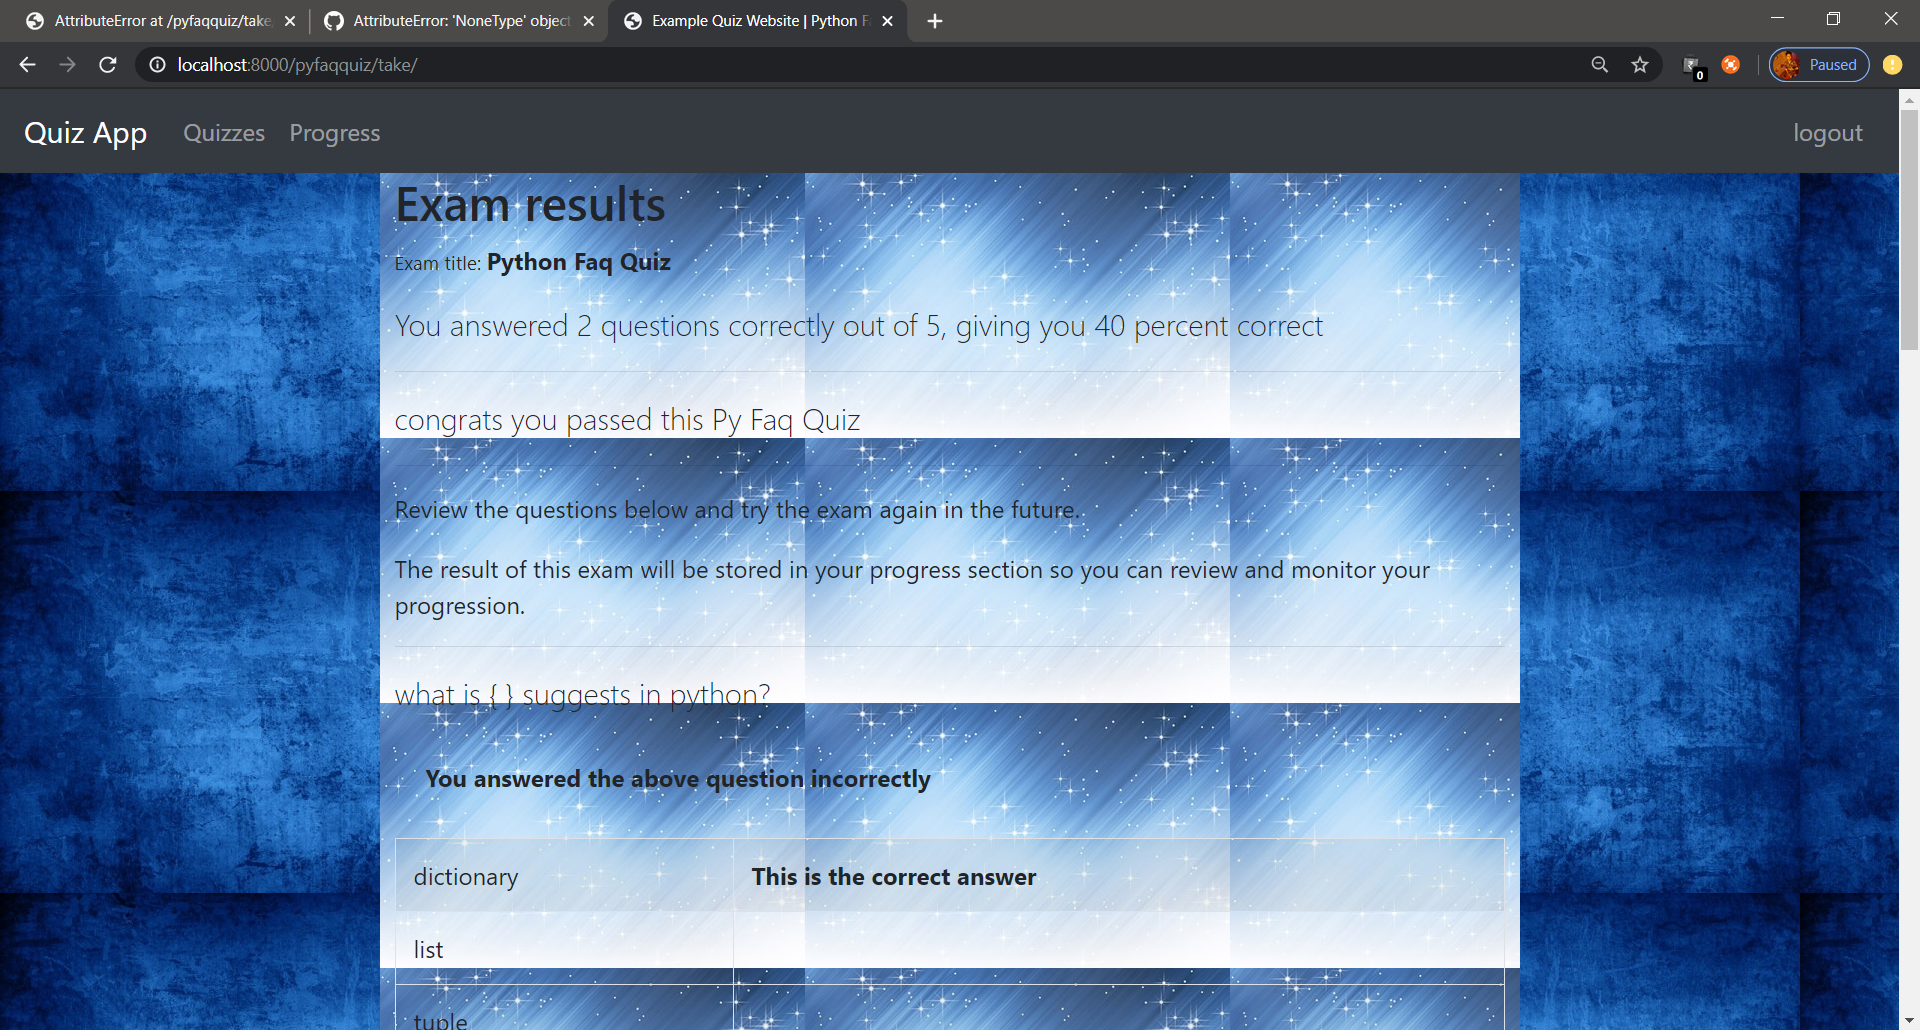 AttributeError at /pyfaqquiz/take
AttributeError: 'NoneType' object
Example Quiz Website | Python F
localhost:8000/pyfaqquiz/take/
0
Paused
Quiz App
Quizzes
Progress
logout
Exam results
Exam title: Python Faq Quiz
You answered 2 questions correctly out of 5, giving you 40 percent correct
congrats you passed this Py Faq Quiz
Review the questions below and try the exam again in the future.
The result of this exam will be stored in your progress section so you can review and monitor your
progression.
what is { } suggests in python?
You answered the above question incorrectly
dictionary
This is the correct answer
list
tuple